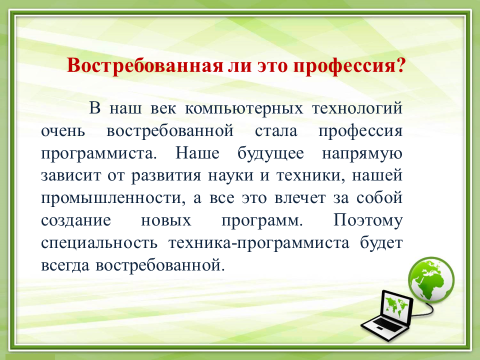 Востребованная ли это профессия?
В наш век компьютерных технологий
очень востребованной стала профессия
программиста. Наше будущее напрямую
зависит от развития науки и техники, нашей
промышленности, а все это влечет за собой
создание новых программ. Поэтому
специальность техника-программиста будет
всегда востребованной.